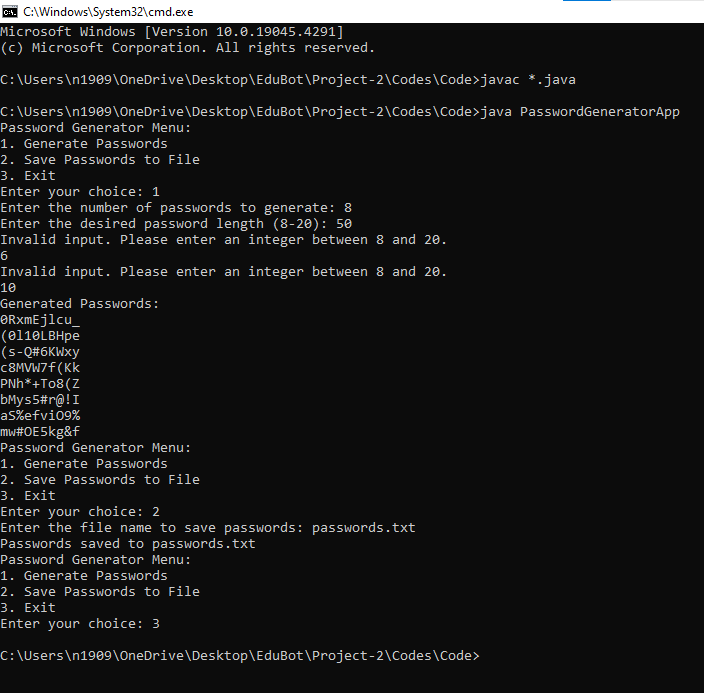 C:\Windows\System32\cmd.exe
Microsoft Windows [Version 10.0.19045.4291]
(c) Microsoft Corporation. All rights reserved.
C:\Users\n1909\OneDrive\Desktop\EduBot\Project-2\Codes\Code>javac *.java
C:\Users\n1909\OneDrive\Desktop\EduBot\Project-2\Codes\Code>java PasswordGeneratorApp
Password Generator Menu:
1. Generate Passwords
2. Save Passwords to File
3. Exit
Enter your choice: 1
Enter the number of passwords to generate: 8
Enter the desired password length (8-20): 50
Invalid input. Please enter an integer between 8 and 20.
6
Invalid input. Please enter an integer between 8 and 20.
10
Generated Passwords:
0RxmEjlcu_
(0l10LBHpe
(s-Q#6KWxy
c8MVW7f(Kk
PNh*+To8(Z
bMys5#r@!I
aS%efviO9%
mw#OE5kg&f
Password Generator Menu:
1. Generate Passwords
2. Save Passwords to File
3. Exit
Enter your choice: 2
Enter the file name to save passwords: passwords.txt
Passwords saved to passwords.txt
Password Generator Menu:
1. Generate Passwords
2. Save Passwords to File
3. Exit
Enter your choice: 3
C:\Users\n1909\OneDrive\Desktop\EduBot\Project-2\Codes\Code>